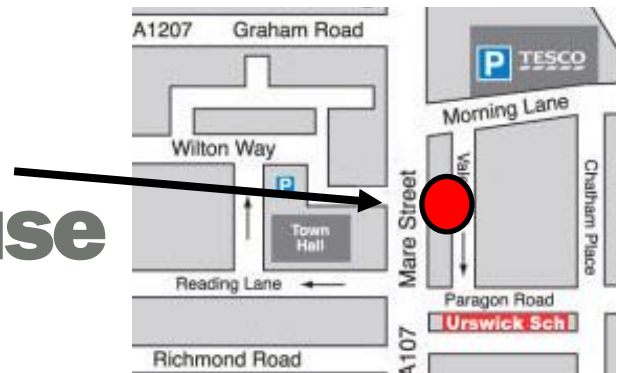 A1207 Graham Road
P TESCO
Morning Lane
Wilton Way
P
Mare Street
Chatham Place
Town
Hall
Reading Lane
Paragon Road
Urswick Sch
A107
Richmond Road